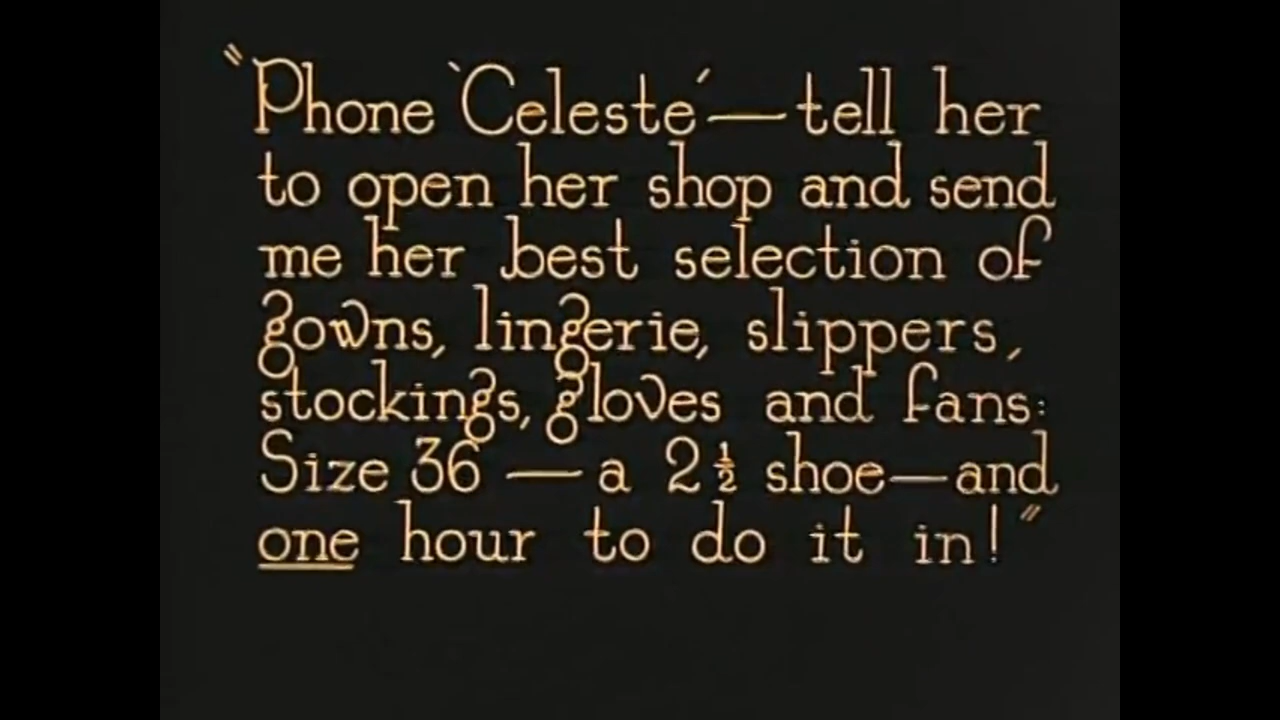 "Phone 'Celeste'—tell her
to open her shop and send
me her best selection of
gowns, lingerie, slippers,
stockings, gloves and fans:
Size 36 — a 2½ shoe—and
one hour to do it in!"